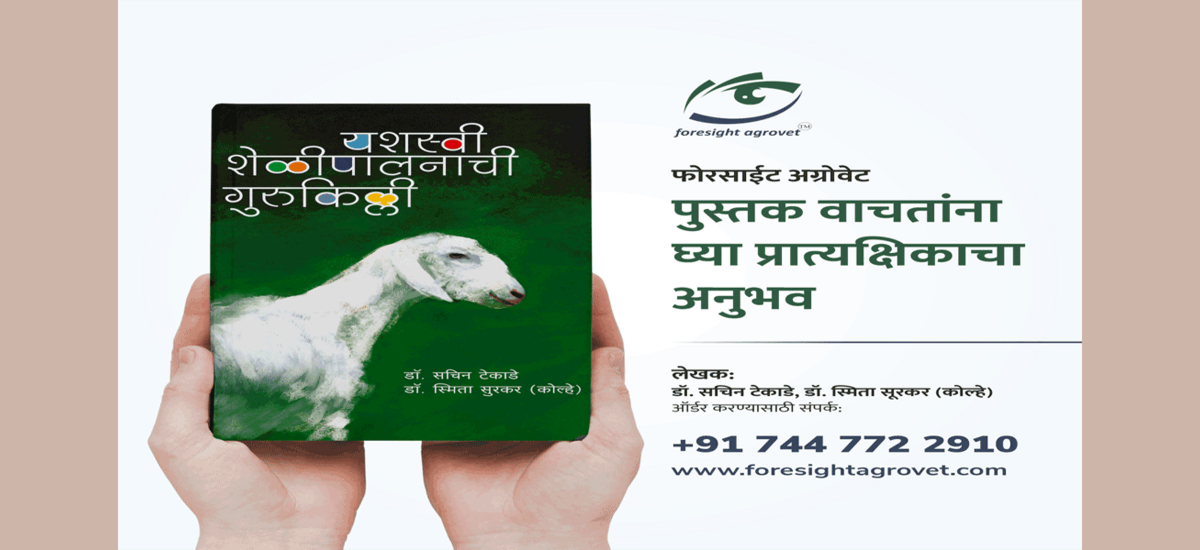 यशस्वी
शेळीपालनाची
गुरुकिल्ली
डॉ. सचिन टेकाडे
डॉ. स्मिता सुरकर (कोल्हे)
foresight agrovet™
फोरसाईट अग्रोवेट
पुस्तक वाचतांना
घ्या प्रात्यक्षिकाचा
अनुभव
लेखक:
डॉ. सचिन टेकाडे, डॉ. स्मिता सूरकर (कोल्हे)
ऑर्डर करण्यासाठी संपर्क:
+91 744 772 2910
www.foresightagrovet.com